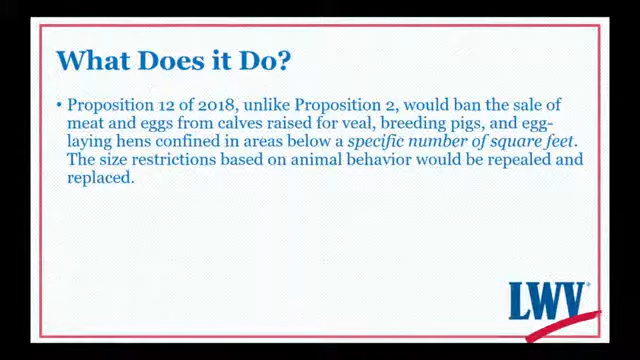 What Does it Do?
• Proposition 12 of 2018, unlike Proposition 2, would ban the sale of
meat and eggs from calves raised for veal, breeding pigs, and egg-
laying hens confined in areas below a specific number of square feet.
The size restrictions based on animal behavior would be repealed and
replaced.
LWV®